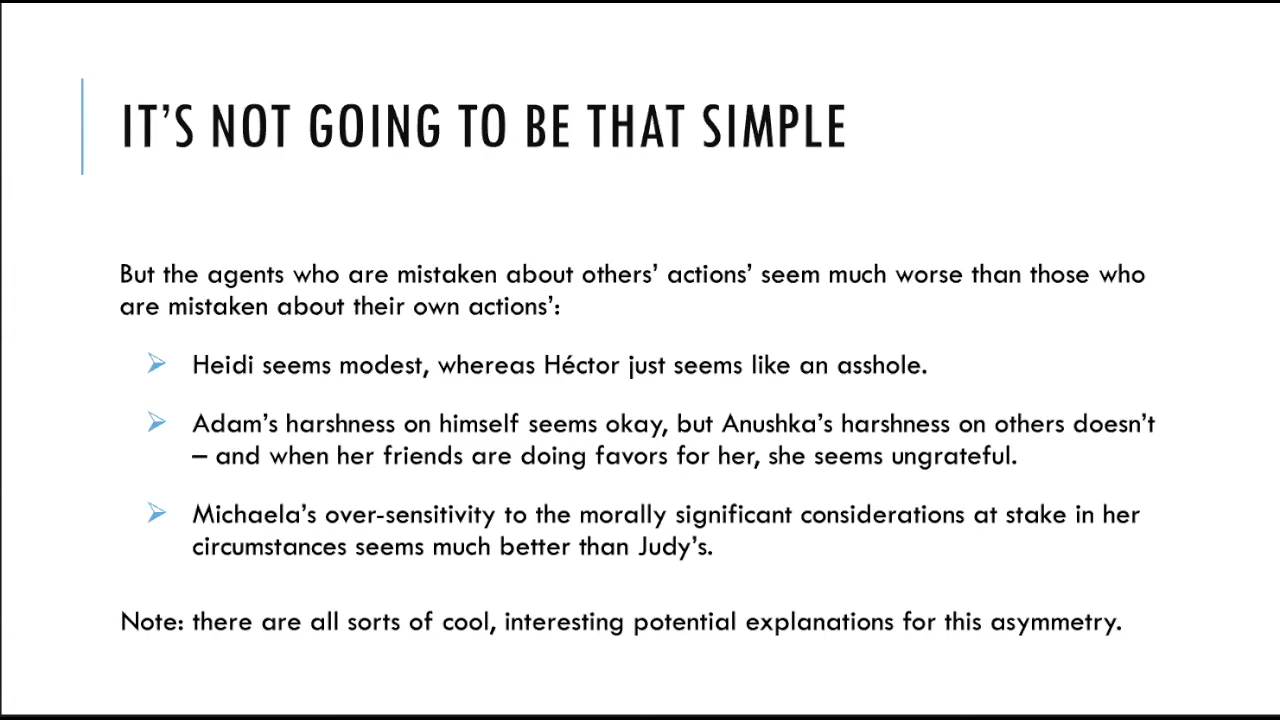 IT’S NOT GOING TO BE THAT SIMPLE
But the agents who are mistaken about others’ actions’ seem much worse than those who
are mistaken about their own actions’:
Heidi seems modest, whereas Héctor just seems like an asshole.
Adam’s harshness on himself seems okay, but Anushka’s harshness on others doesn’t
– and when her friends are doing favors for her, she seems ungrateful.
Michaela’s over-sensitivity to the morally significant considerations at stake in her
circumstances seems much better than Judy’s.
Note: there are all sorts of cool, interesting potential explanations for this asymmetry.